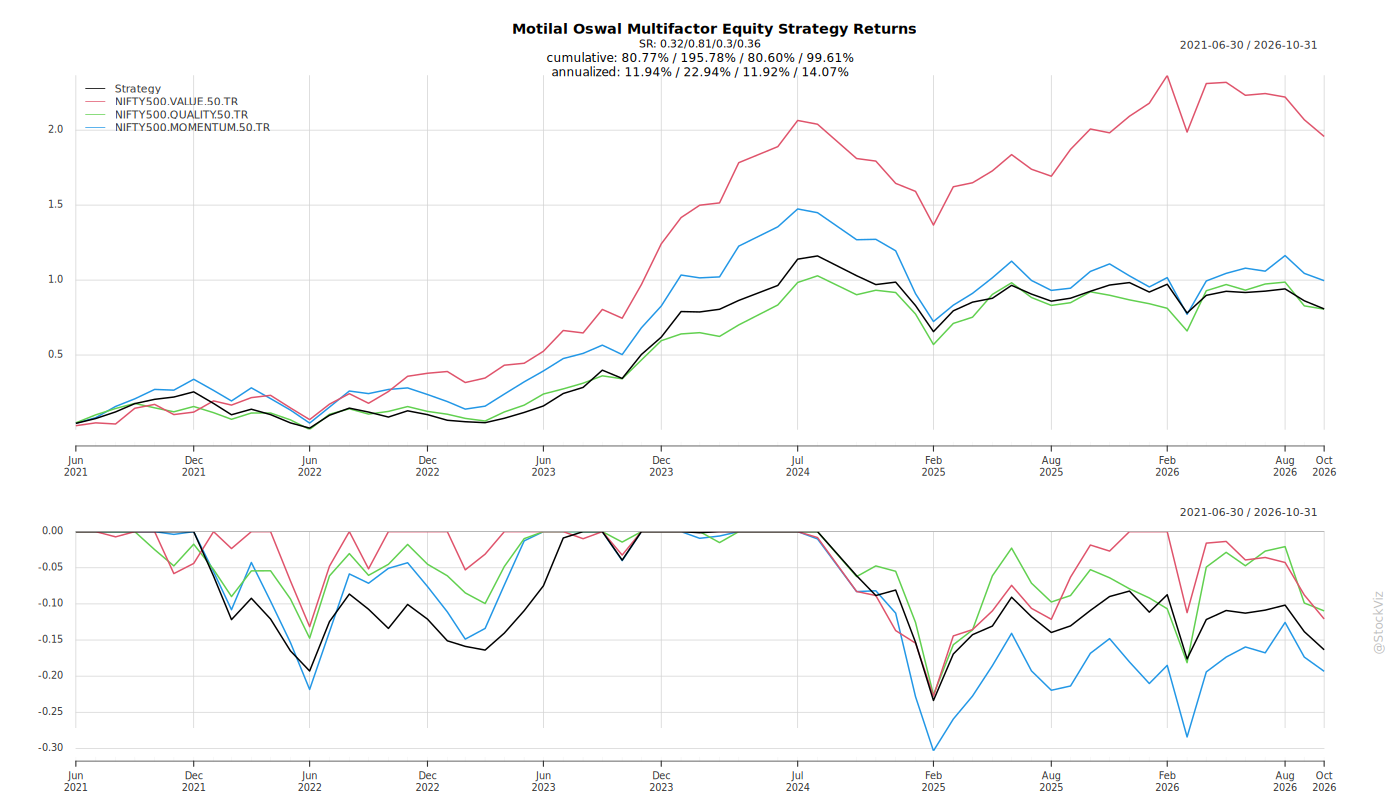 Motilal Oswal Multifactor Equity Strategy Returns
SR: 0.32/0.81/0.3/0.36
cumulative: 80.77% / 195.78% / 80.60% / 99.61%
annualized: 11.94% / 22.94% / 11.92% / 14.07%
2021-06-30 / 2026-10-31
Strategy
NIFTY500.VALUE.50.TR
NIFTY500.QUALITY.50.TR
NIFTY500.MOMENTUM.50.TR
2.0
1.5
1.0
0.5
Jun Dec Jun Dec Jun Dec Jul Feb Aug Feb Aug Oct
2021 2021 2022 2022 2023 2023 2024 2025 2025 2026 2026 2026
2021-06-30 / 2026-10-31
0.00
-0.05
-0.10
-0.15
-0.20
-0.25
-0.30
Jun Dec Jun Dec Jun Dec Jul Feb Aug Feb Aug Oct
2021 2021 2022 2022 2023 2023 2024 2025 2025 2026 2026 2026
@StockViz